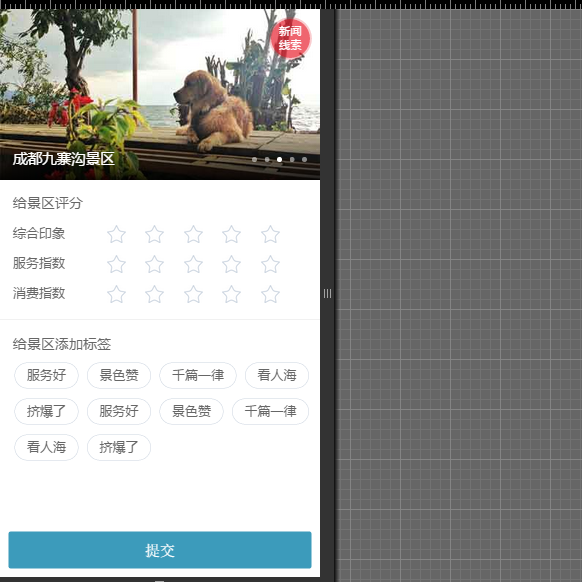 新闻
线索
成都九寨沟景区
给景区评分
综合印象
服务指数
消费指数
给景区添加标签
服务好 景色赞 千篇一律 看人海
挤爆了 服务好 景色赞 千篇一律
看人海 挤爆了
提交